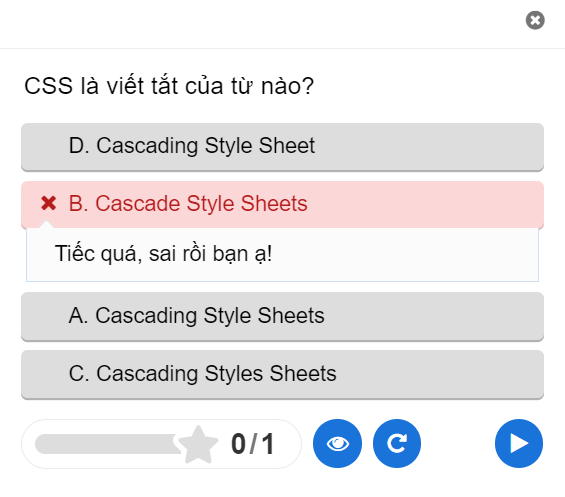 CSS là viết tắt của từ nào?
D. Cascading Style Sheet
B. Cascade Style Sheets
Tiếc quá, sai rồi bạn ạ!
A. Cascading Style Sheets
C. Cascading Styles Sheets
0/1